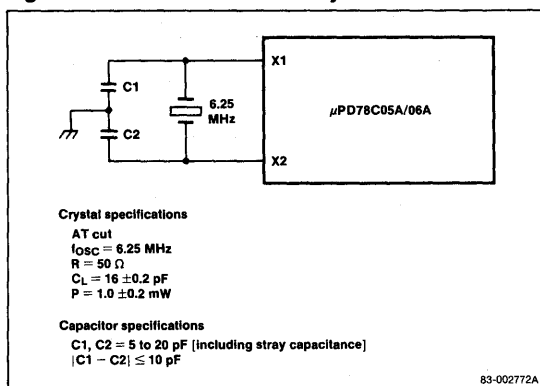 X1
C1
6.25
MHz
μPD78C05A/06A
C2
X2
Crystal specifications
AT cut
fOSC = 6.25 MHz
R = 50 Ω
CL = 16 ±0.2 pF
P = 1.0 ±0.2 mW
Capacitor specifications
C1, C2 = 5 to 20 pF [including stray capacitance]
|C1 − C2| ≤ 10 pF
83-002772A